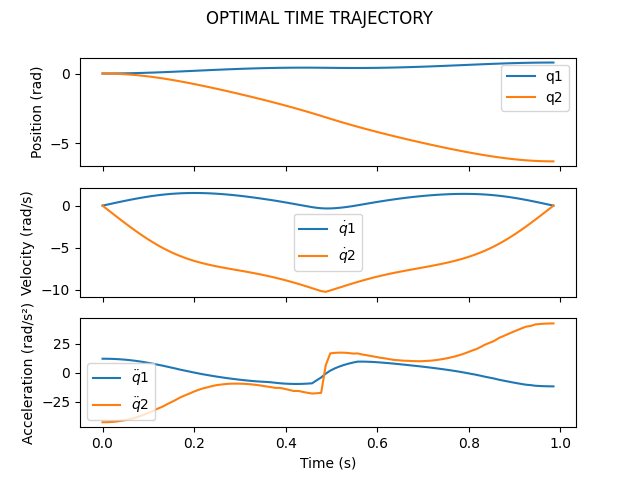 OPTIMAL TIME TRAJECTORY
Position (rad)
0
−5
q1
q2
Velocity (rad/s)
0
−5
−10
q̇1
q̇2
Acceleration (rad/s²)
25
0
−25
q̈1
q̈2
0.0 0.2 0.4 0.6 0.8 1.0
Time (s)